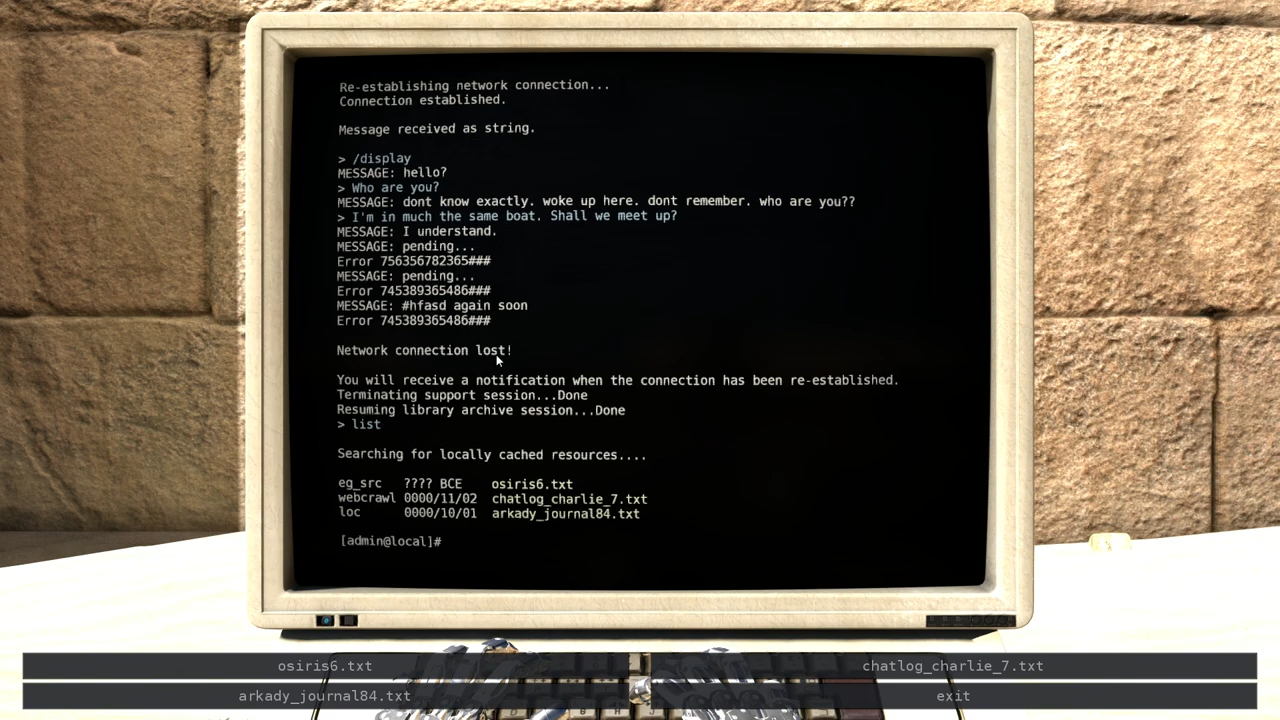 Re-establishing network connection...
Connection established.
Message received as string.
> /display
MESSAGE: hello?
> Who are you?
MESSAGE: dont know exactly. woke up here. dont remember. who are you??
> I'm in much the same boat. Shall we meet up?
MESSAGE: I understand.
MESSAGE: pending...
Error 756356782365###
MESSAGE: pending...
Error 745389365486###
MESSAGE: #hfasd again soon
Error 745389365486###
Network connection lost!
You will receive a notification when the connection has been re-established.
Terminating support session...Done
Resuming library archive session...Done
> list
Searching for locally cached resources....
eg_src ???? BCE osiris6.txt
webcrawl 0000/11/02 chatlog_charlie_7.txt
loc 0000/10/01 arkady_journal84.txt
[admin@local]#
osiris6.txt chatlog_charlie_7.txt
arkady_journal84.txt exit